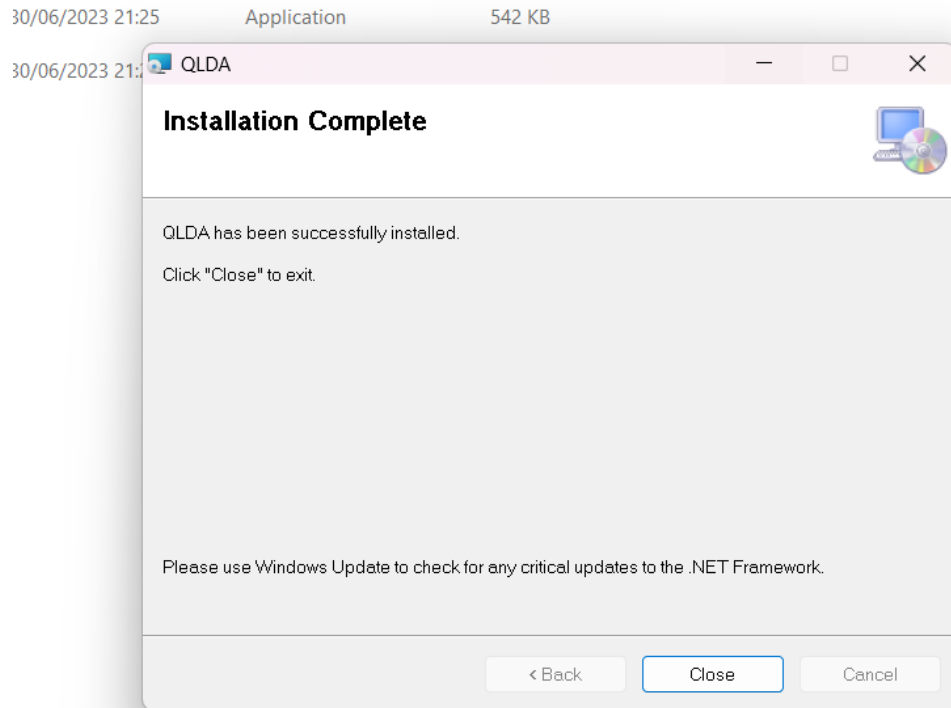 30/06/2023 21:25 Application 542 KB
30/06/2023 21:
QLDA
Installation Complete
QLDA has been successfully installed.
Click "Close" to exit.
Please use Windows Update to check for any critical updates to the .NET Framework.
< Back Close Cancel